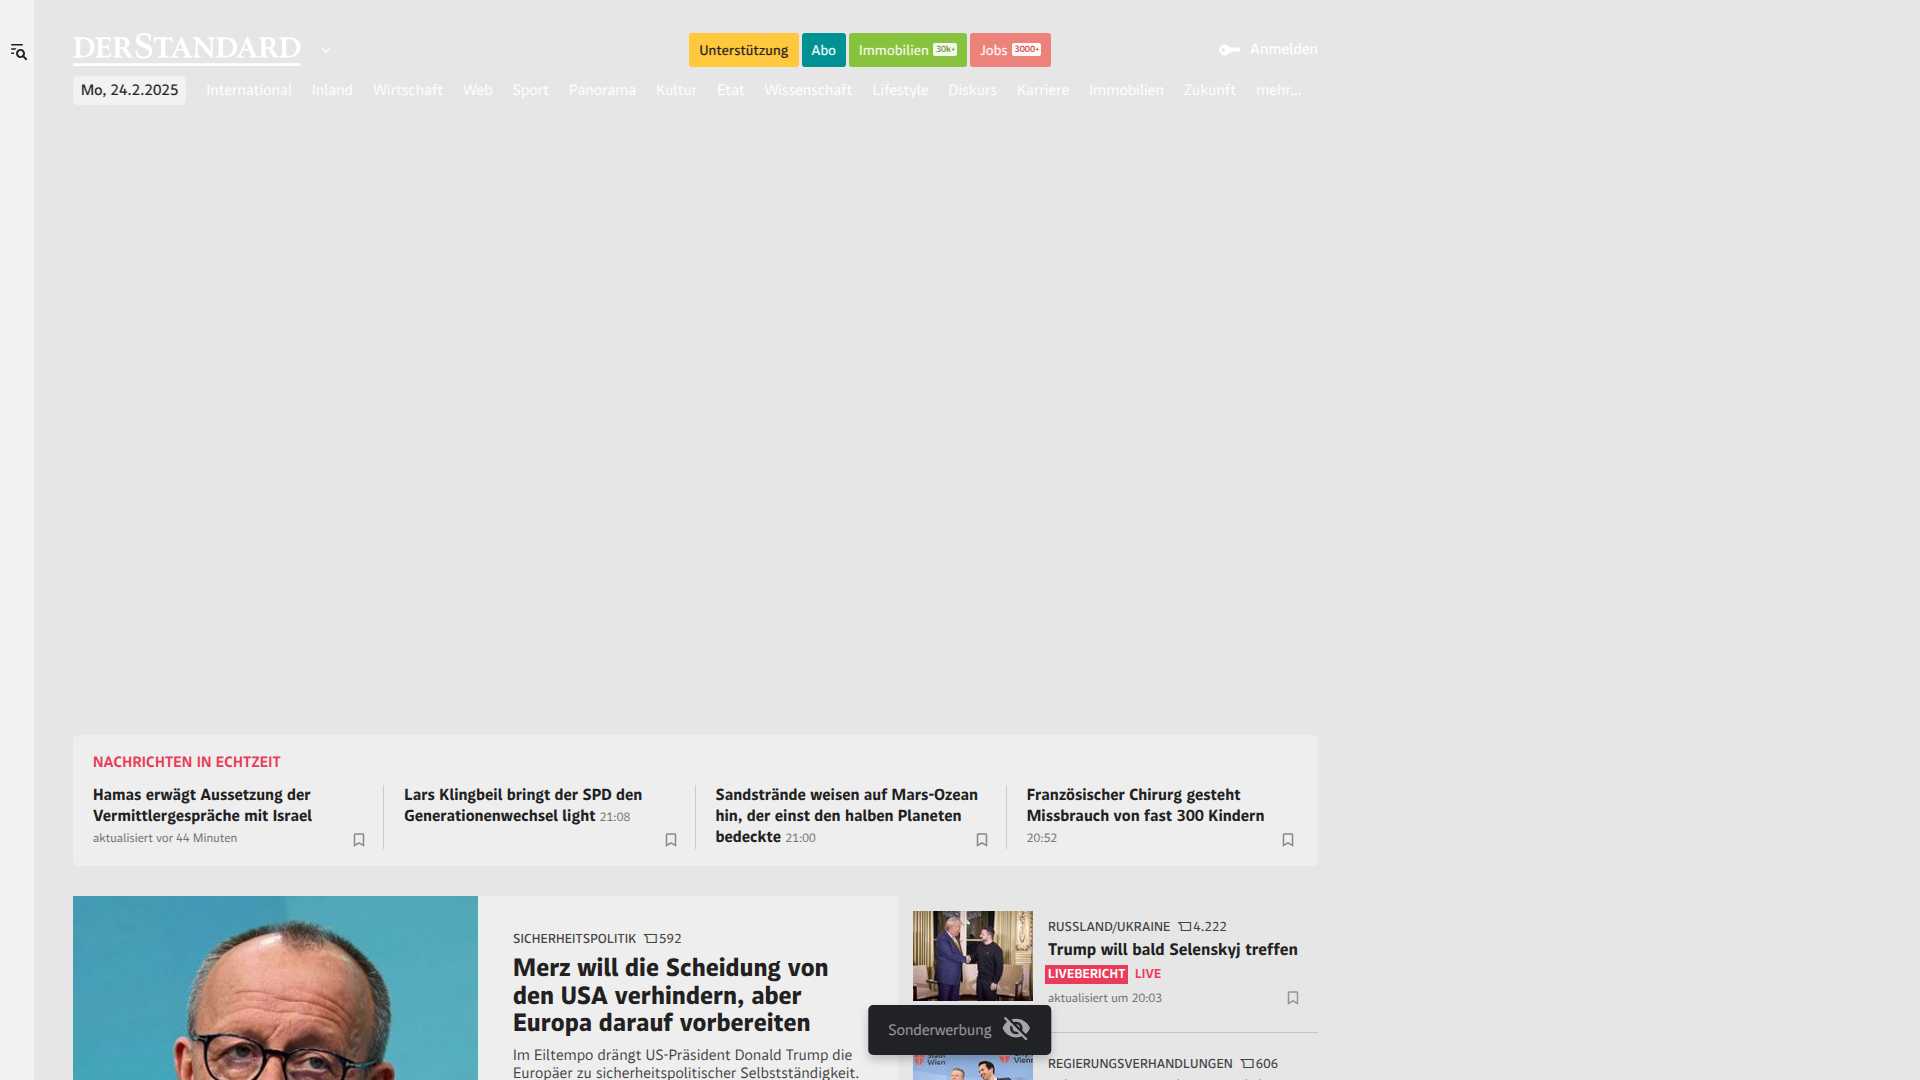 DERSTANDARD
Unterstützung
Abo
Immobilien 30k+
Jobs 3000+
Anmelden
Mo, 24.2.2025
International
Inland
Wirtschaft
Web
Sport
Panorama
Kultur
Etat
Wissenschaft
Lifestyle
Diskurs
Karriere
Immobilien
Zukunft
mehr...
NACHRICHTEN IN ECHTZEIT
Hamas erwägt Aussetzung der
Vermittlergespräche mit Israel
aktualisiert vor 44 Minuten
Lars Klingbeil bringt der SPD den
Generationenwechsel light 21:08
Sandstrände weisen auf Mars-Ozean
hin, der einst den halben Planeten
bedeckte 21:00
Französischer Chirurg gesteht
Missbrauch von fast 300 Kindern
20:52
SICHERHEITSPOLITIK 592
Merz will die Scheidung von
den USA verhindern, aber
Europa darauf vorbereiten
Im Eiltempo drängt US-Präsident Donald Trump die
Europäer zu sicherheitspolitischer Selbstständigkeit.
RUSSLAND/UKRAINE 4.222
Trump will bald Selenskyj treffen
LIVEBERICHT LIVE
aktualisiert um 20:03
Sonderwerbung
Wien
REGIERUNGSVERHANDLUNGEN 606